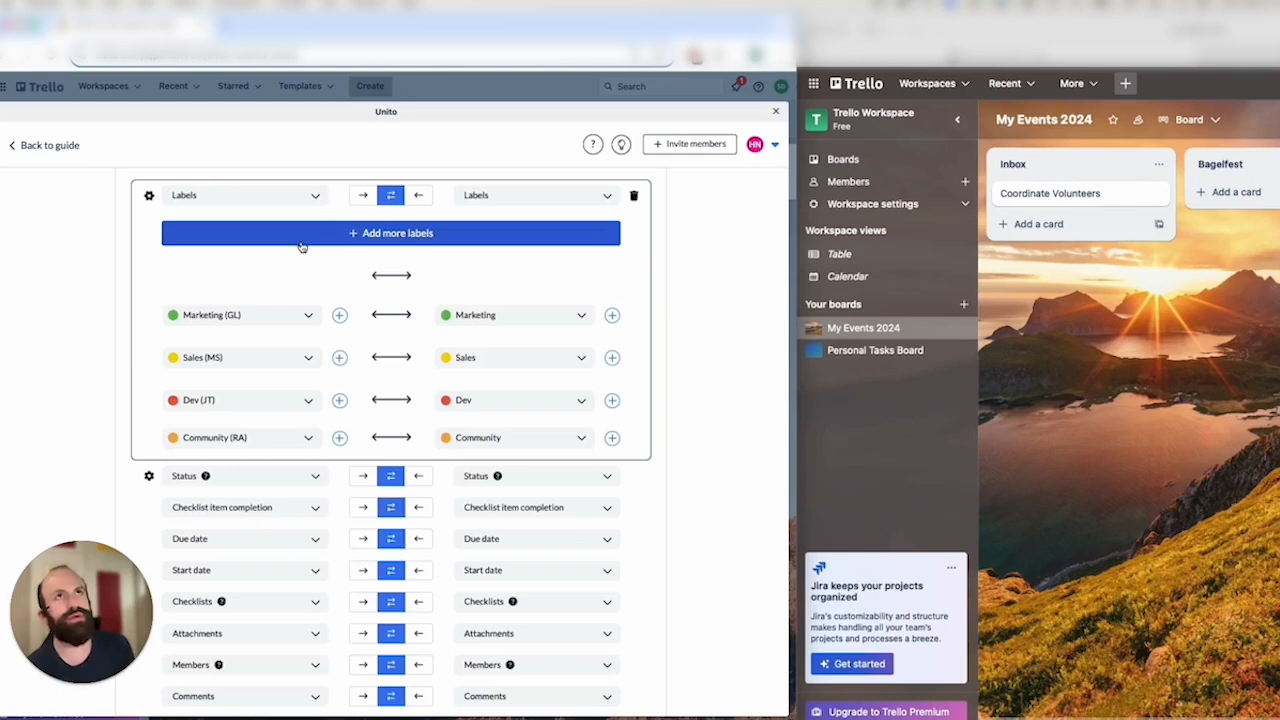 Trello
Workspaces
Recent
Starred
Templates
Create
Search
1
SD
Unito
Back to guide
?
+ Invite members
HN
Labels
Labels
+ Add more labels
Marketing (GL)
Marketing
Sales (MS)
Sales
Dev (JT)
Dev
Community (RA)
Community
Status ?
Status ?
Checklist item completion
Checklist item completion
Due date
Due date
Start date
Start date
Checklists ?
Checklists ?
Attachments
Attachments
Members ?
Members ?
Comments
Comments
Trello
Workspaces
Recent
More
+
T
Trello Workspace
Free
Boards
Members
Workspace settings
Workspace views
Table
Calendar
Your boards
My Events 2024
Personal Tasks Board
Jira keeps your projects
organized
Jira's customizability and structure
makes handling all your team's
projects and processes a breeze.
Get started
Upgrade to Trello Premium
My Events 2024
Board
Inbox
Coordinate Volunteers
+ Add a card
Bagelfest
+ Add a card